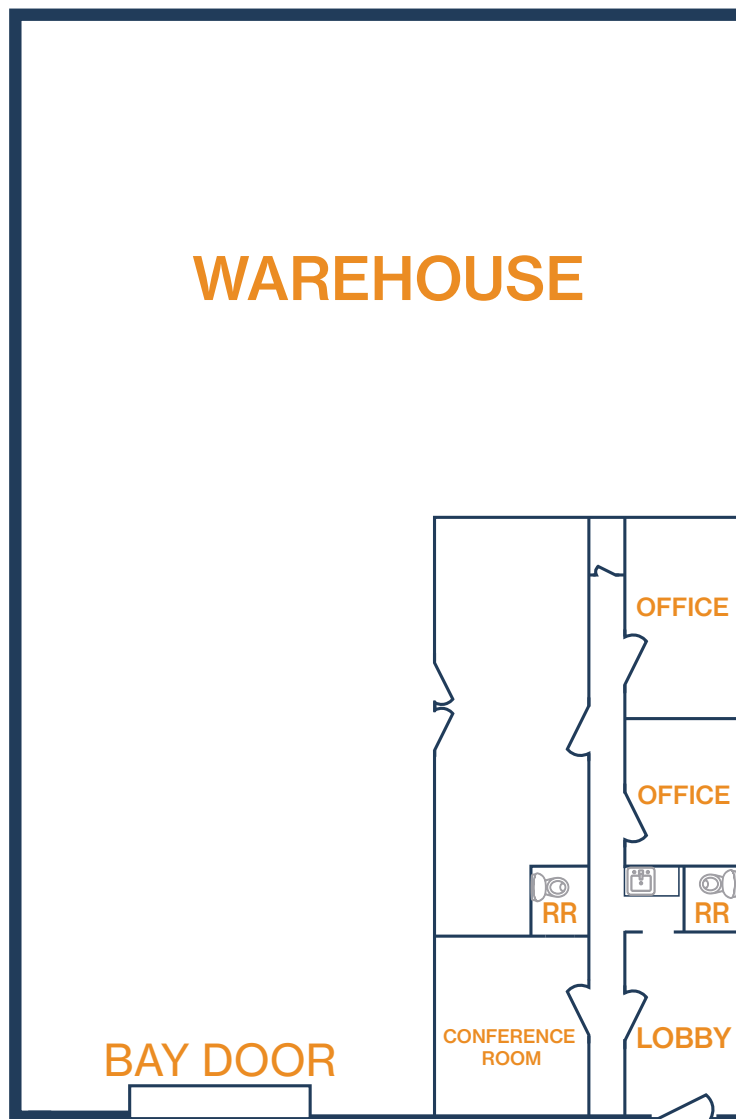 WAREHOUSE
OFFICE
OFFICE
RR
RR
CONFERENCE
ROOM
LOBBY
BAY DOOR